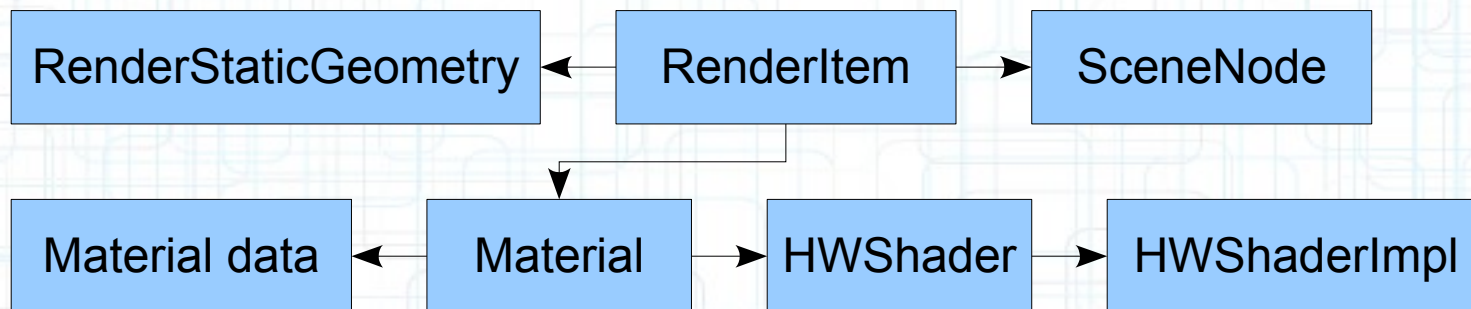 RenderStaticGeometry
RenderItem
SceneNode
Material data
Material
HWShader
HWShaderImpl